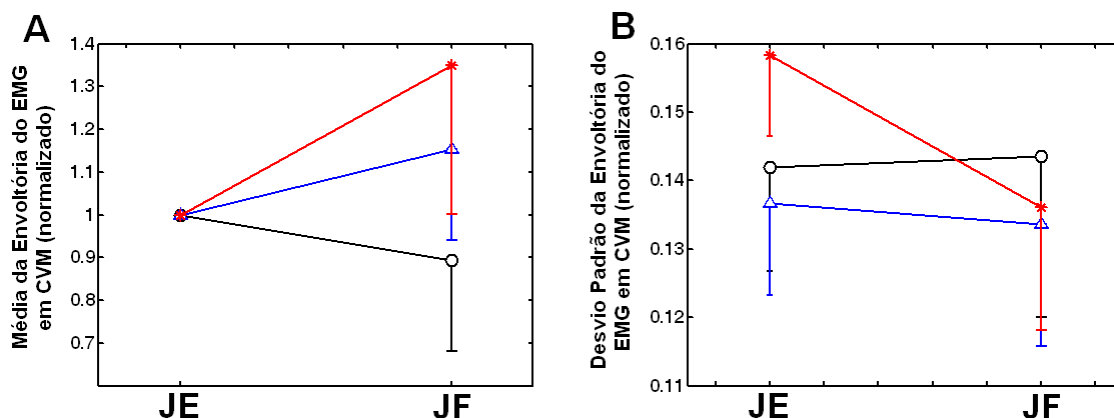 A
Média da Envoltória do EMG
em CVM (normalizado)
1.4
1.3
1.2
1.1
1
0.9
0.8
0.7
JE
JF
B
Desvio Padrão da Envoltória do
EMG em CVM (normalizado)
0.16
0.15
0.14
0.13
0.12
0.11
JE
JF